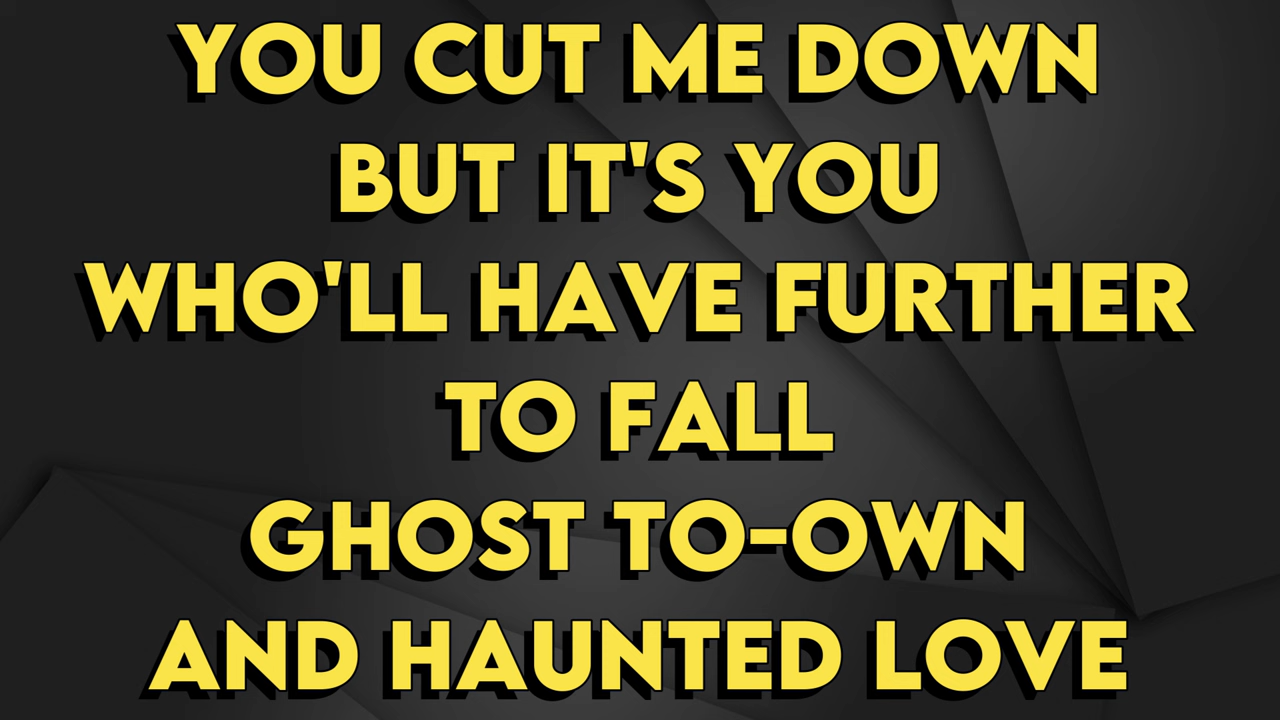 YOU CUT ME DOWN
BUT IT'S YOU
WHO'LL HAVE FURTHER
TO FALL
GHOST TO-OWN
AND HAUNTED LOVE